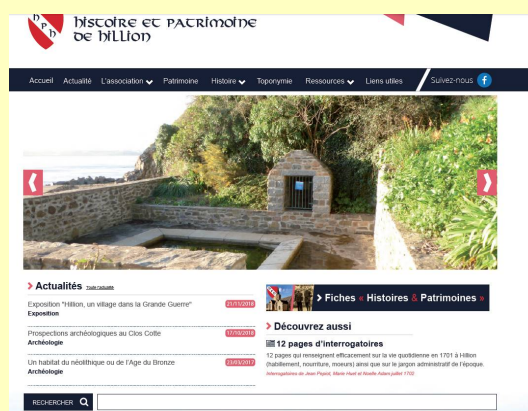 HPH
histoire et patrimoine
de hillion
Accueil Actualité L'association Patrimoine Histoire Toponymie Ressources Liens utiles Suivez-nous f
Actualités Toute l'actualité
Exposition "Hillion, un village dans la Grande Guerre" 21/11/2018
Exposition
Prospections archéologiques au Clos Cotte 17/10/2018
Archéologie
Un habitat du néolithique ou de l'Age du Bronze 23/03/2017
Archéologie
Fiches « Histoires & Patrimoines »
Découvrez aussi
12 pages d'interrogatoires
12 pages qui renseignent efficacement sur la vie quotidienne en 1701 à Hillion
(habillement, nourriture, moeurs) ainsi que sur le jargon administratif de l'époque.
Interrogatoires de Jean Pepiot, Marie Huet et Noelle Adam juillet 1702
RECHERCHER